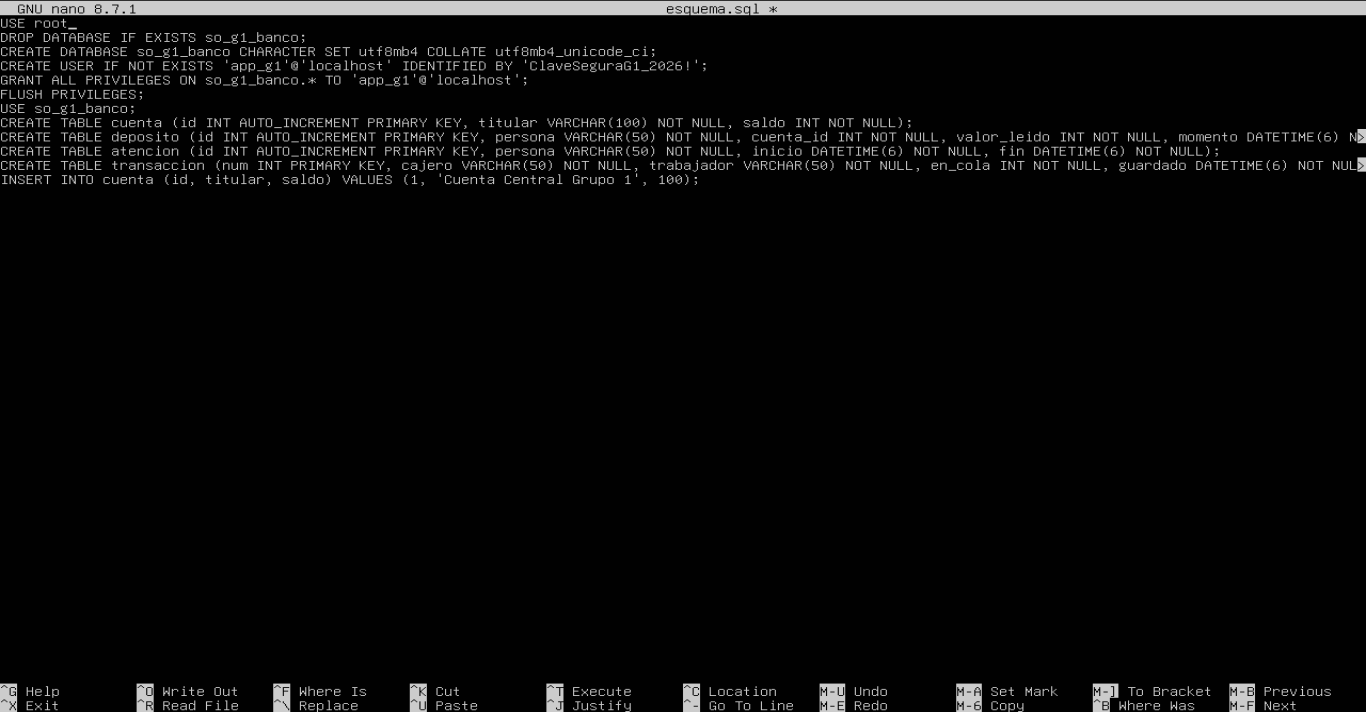 GNU nano 8.7.1 esquema.sql *
USE root_
DROP DATABASE IF EXISTS so_g1_banco;
CREATE DATABASE so_g1_banco CHARACTER SET utf8mb4 COLLATE utf8mb4_unicode_ci;
CREATE USER IF NOT EXISTS 'app_g1'@'localhost' IDENTIFIED BY 'ClaveSeguraG1_2026!';
GRANT ALL PRIVILEGES ON so_g1_banco.* TO 'app_g1'@'localhost';
FLUSH PRIVILEGES;
USE so_g1_banco;
CREATE TABLE cuenta (id INT AUTO_INCREMENT PRIMARY KEY, titular VARCHAR(100) NOT NULL, saldo INT NOT NULL);
CREATE TABLE deposito (id INT AUTO_INCREMENT PRIMARY KEY, persona VARCHAR(50) NOT NULL, cuenta_id INT NOT NULL, valor_leido INT NOT NULL, momento DATETIME(6) N>
CREATE TABLE atencion (id INT AUTO_INCREMENT PRIMARY KEY, persona VARCHAR(50) NOT NULL, inicio DATETIME(6) NOT NULL, fin DATETIME(6) NOT NULL);
CREATE TABLE transaccion (num INT PRIMARY KEY, cajero VARCHAR(50) NOT NULL, trabajador VARCHAR(50) NOT NULL, en_cola INT NOT NULL, guardado DATETIME(6) NOT NUL>
INSERT INTO cuenta (id, titular, saldo) VALUES (1, 'Cuenta Central Grupo 1', 100);
^G Help ^O Write Out ^F Where Is ^K Cut ^T Execute ^C Location M-U Undo M-A Set Mark M-] To Bracket M-B Previous
^X Exit ^R Read File ^\ Replace ^U Paste ^J Justify ^- Go To Line M-E Redo M-6 Copy ^B Where Was M-F Next